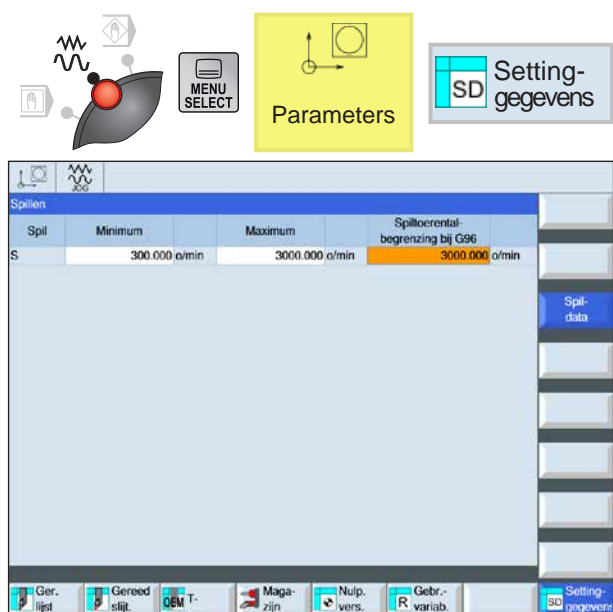 MENU
SELECT
Parameters
SD
Setting-
gegevens
JOG
Spillen
Spil
Minimum
Maximum
Spiltoerental-
begrenzing bij G96
S 300.000 o/min 3000.000 o/min 3000.000 o/min
Spil-
data
Ger.
lijst
Gereed
slijt.
OEM T-
Maga-
zijn
Nulp.
vers.
R Gebr.-
variab.
SD Setting-
gegevens